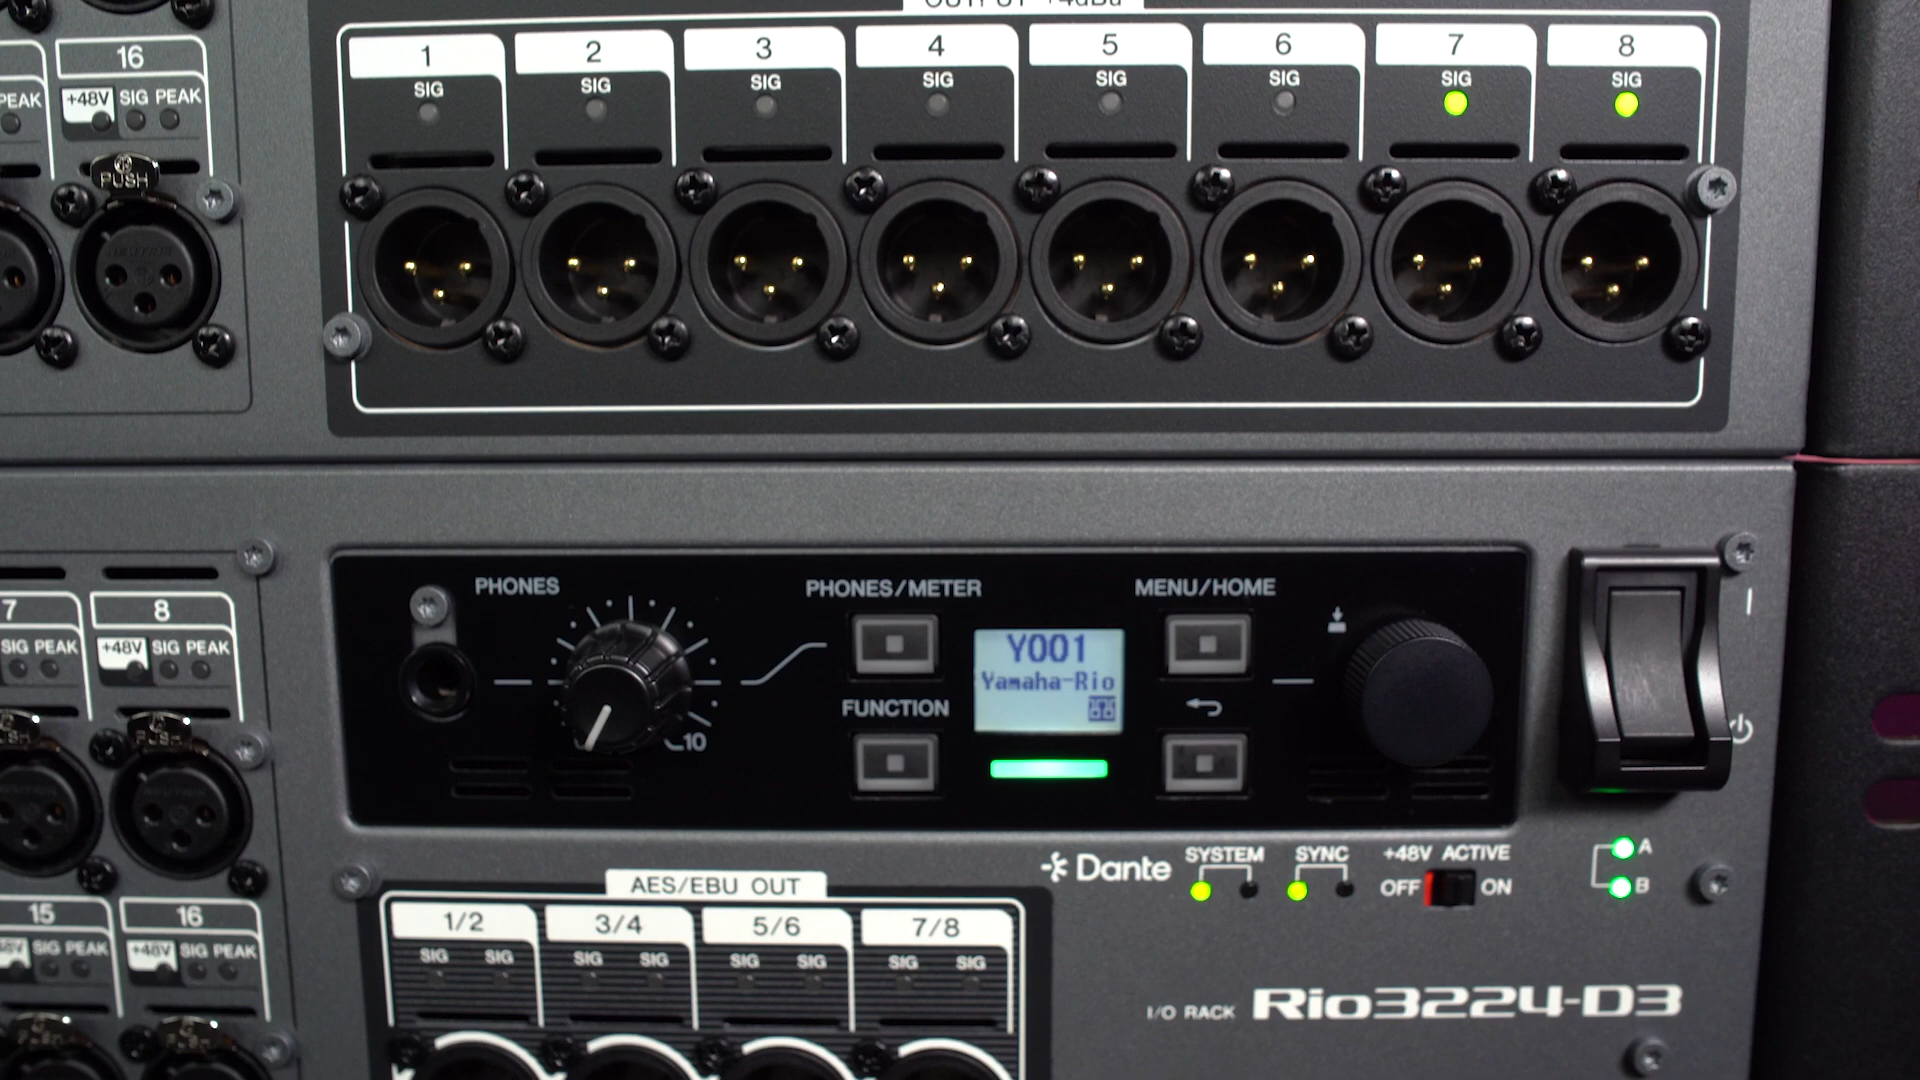 OUTPUT +4dBu
1 2 3 4 5 6 7 8
SIG SIG SIG SIG SIG SIG SIG SIG
16
PEAK +48V SIG PEAK
PUSH
PHONES PHONES/METER MENU/HOME
10
FUNCTION
Y001
Yamaha-Rio
7 8
SIG PEAK +48V SIG PEAK
PUSH
Dante SYSTEM SYNC +48V ACTIVE
OFF ON
A
B
AES/EBU OUT
1/2 3/4 5/6 7/8
SIG SIG SIG SIG SIG SIG SIG SIG
15 16
SIG PEAK +48V SIG PEAK
I/O RACK Rio3224-D3